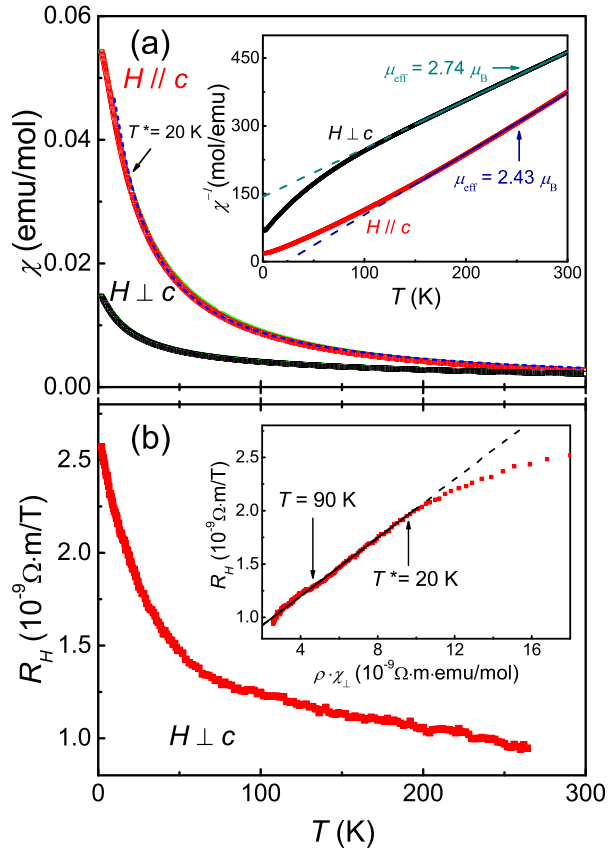 (a)
H // c
T* = 20 K
H ⊥ c
χ (emu/mol)
0.06
0.04
0.02
0.00
χ⁻¹ (mol/emu)
450
300
150
0
μeff = 2.74 μB
H ⊥ c
μeff = 2.43 μB
H // c
0 100 200 300
T (K)
(b)
R_H (10⁻⁹Ω·m/T)
2.5
2.0
1.5
1.0
H ⊥ c
R_H (10⁻⁹Ω·m/T)
2.5
2.0
1.5
1.0
T = 90 K
T*= 20 K
4 8 12 16
ρ·χ⊥ (10⁻⁹Ω·m·emu/mol)
0 100 200 300
T (K)